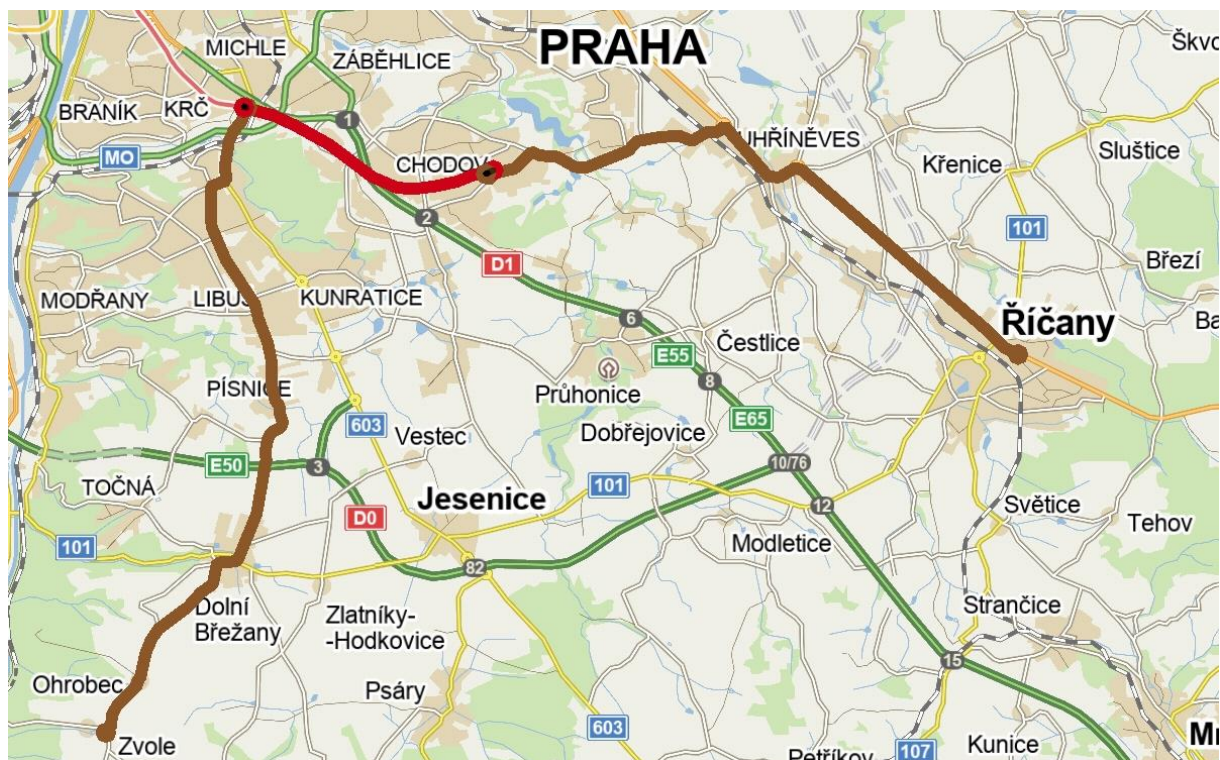 PRAHA
Škvo
MICHLE
ZÁBĚHLICE
BRANÍK
KRČ
1
UHŘÍNĚVES
MO
CHODOV
Křenice
Sluštice
2
101
D1
Březí
MODŘANY
LIBUŠ
KUNRATICE
6
Říčany
Ba
Čestlice
E55
PÍSNICE
Průhonice
8
E65
603
Vestec
Dobřejovice
E50
3
10/76
TOČNÁ
Jesenice
101
12
Světice
D0
Tehov
101
Modletice
82
Dolní
Břežany
Zlatníky-
-Hodkovice
Strančice
15
Ohrobec
Psáry
603
Zvole
Petříkov
107
Kunice
Mn